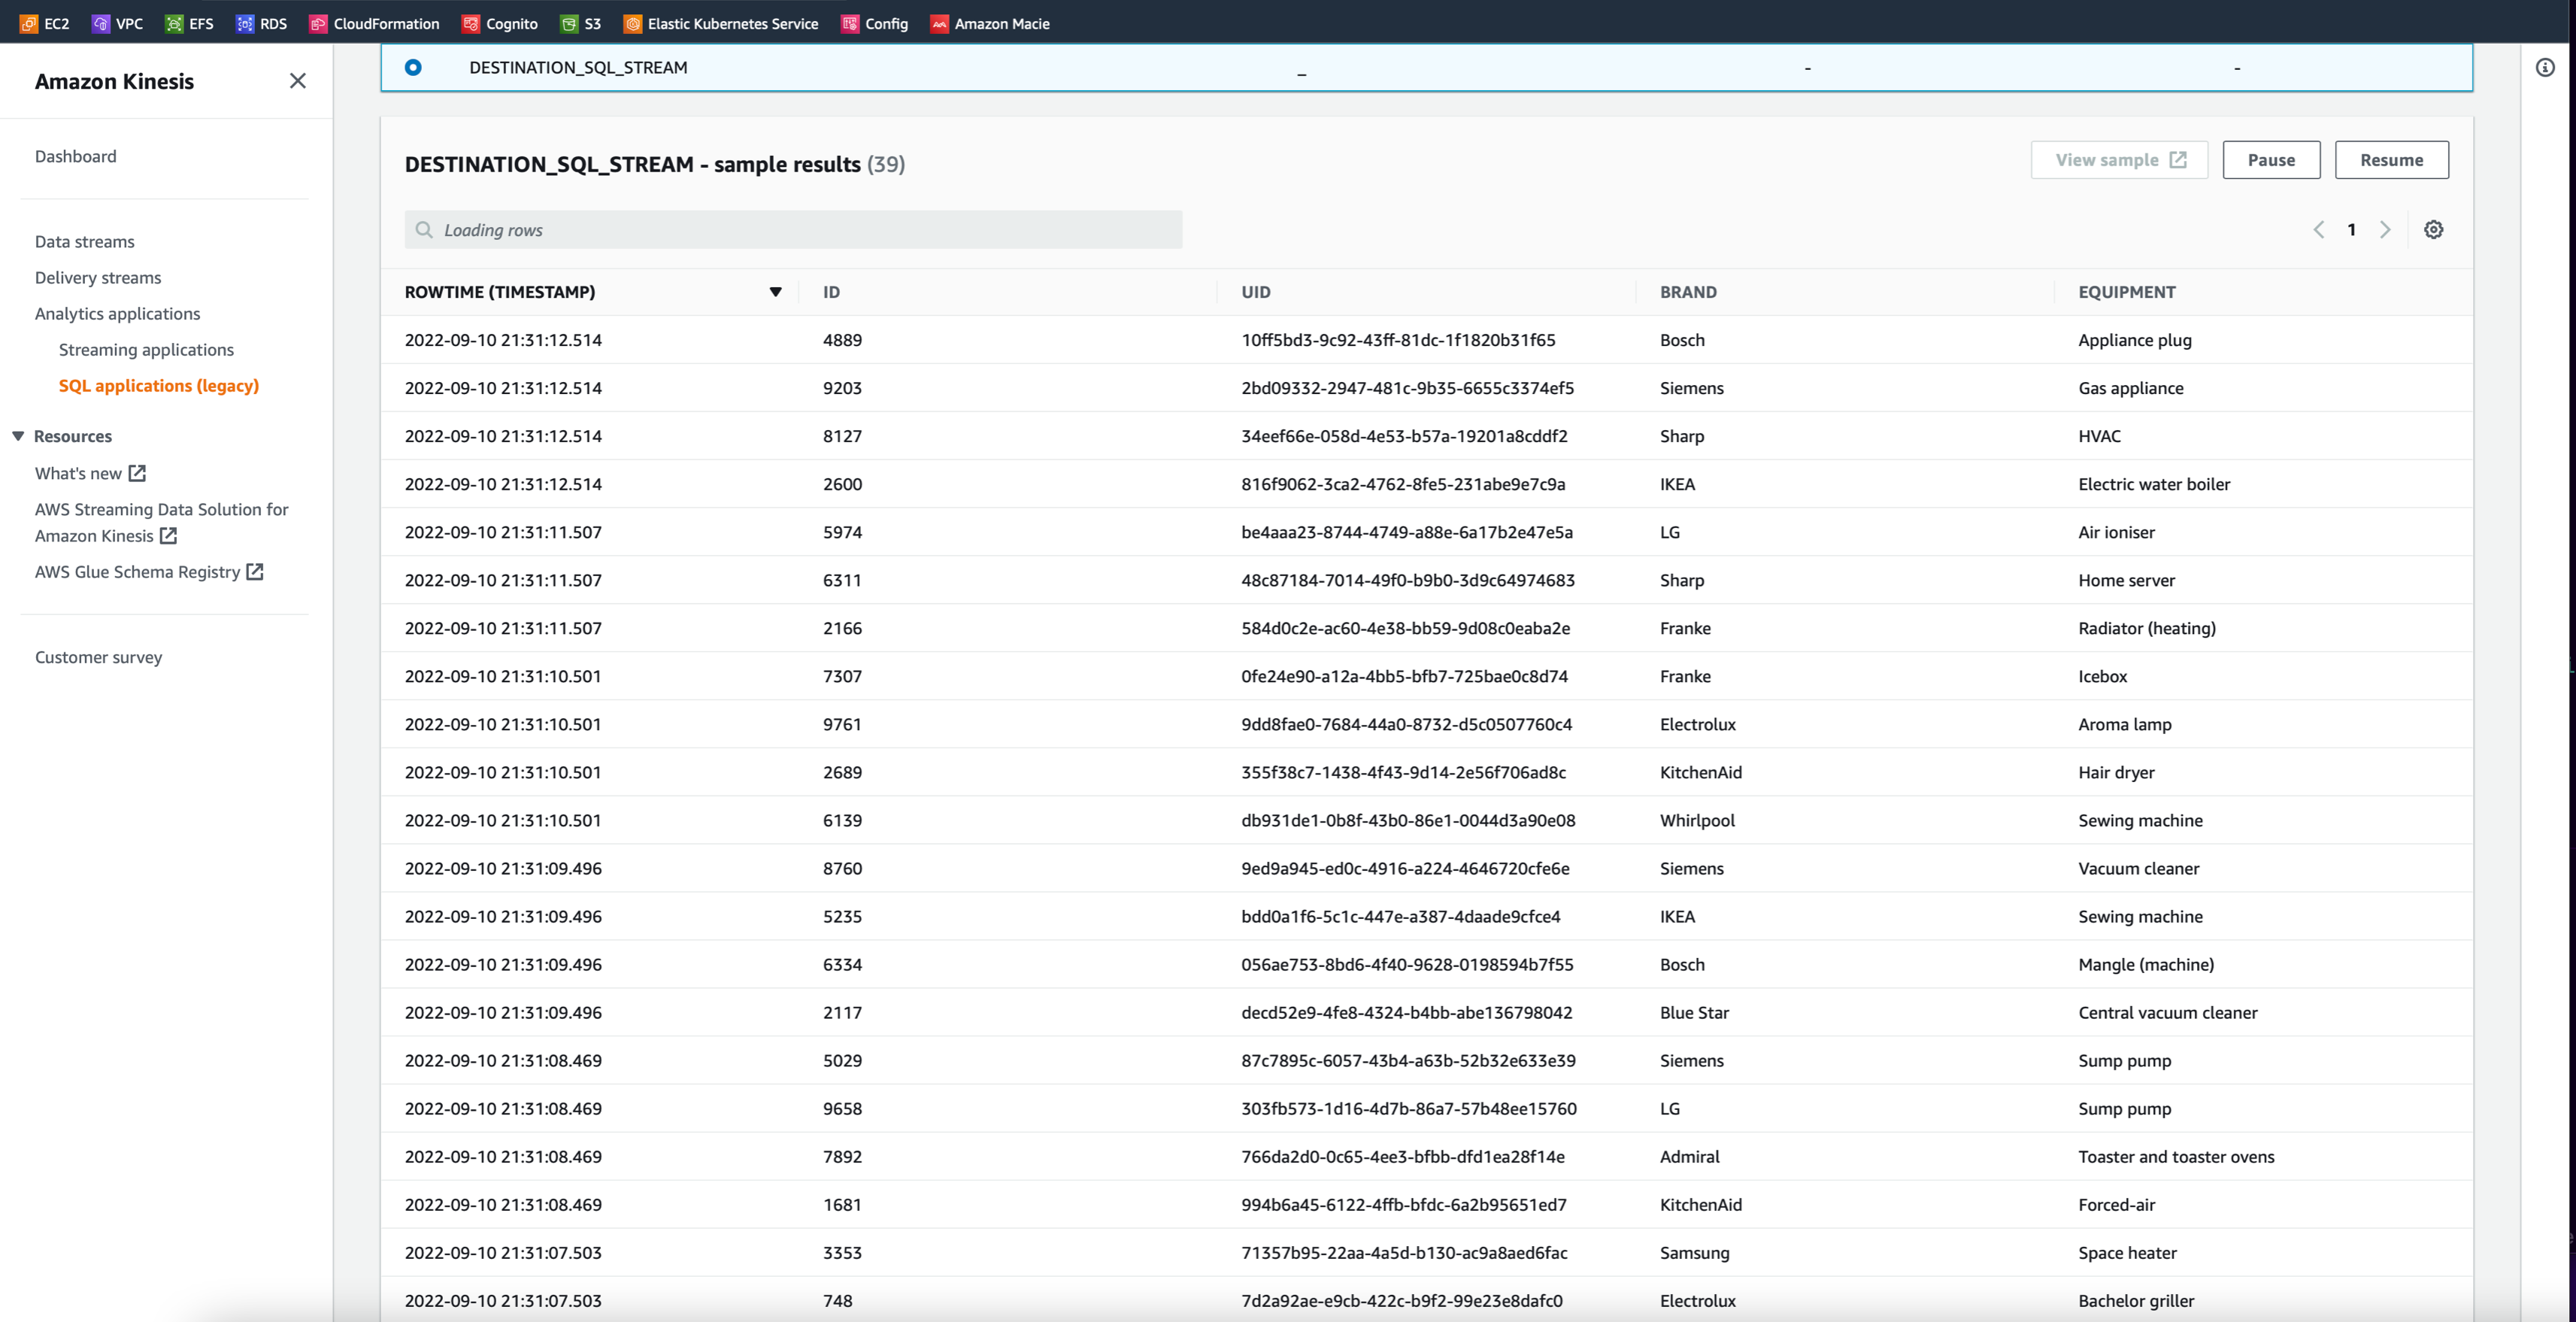 EC2 VPC EFS RDS CloudFormation Cognito S3 Elastic Kubernetes Service Config Amazon Macie
Amazon Kinesis
Dashboard
Data streams
Delivery streams
Analytics applications
Streaming applications
SQL applications (legacy)
Resources
What's new
AWS Streaming Data Solution for
Amazon Kinesis
AWS Glue Schema Registry
Customer survey
DESTINATION_SQL_STREAM _ - -
DESTINATION_SQL_STREAM - sample results (39) View sample Pause Resume
Loading rows 1
ROWTIME (TIMESTAMP) ID UID BRAND EQUIPMENT
2022-09-10 21:31:12.514 4889 10ff5bd3-9c92-43ff-81dc-1f1820b31f65 Bosch Appliance plug
2022-09-10 21:31:12.514 9203 2bd09332-2947-481c-9b35-6655c3374ef5 Siemens Gas appliance
2022-09-10 21:31:12.514 8127 34eef66e-058d-4e53-b57a-19201a8cddf2 Sharp HVAC
2022-09-10 21:31:12.514 2600 816f9062-3ca2-4762-8fe5-231abe9e7c9a IKEA Electric water boiler
2022-09-10 21:31:11.507 5974 be4aaa23-8744-4749-a88e-6a17b2e47e5a LG Air ioniser
2022-09-10 21:31:11.507 6311 48c87184-7014-49f0-b9b0-3d9c64974683 Sharp Home server
2022-09-10 21:31:11.507 2166 584d0c2e-ac60-4e38-bb59-9d08c0eaba2e Franke Radiator (heating)
2022-09-10 21:31:10.501 7307 0fe24e90-a12a-4bb5-bfb7-725bae0c8d74 Franke Icebox
2022-09-10 21:31:10.501 9761 9dd8fae0-7684-44a0-8732-d5c0507760c4 Electrolux Aroma lamp
2022-09-10 21:31:10.501 2689 355f38c7-1438-4f43-9d14-2e56f706ad8c KitchenAid Hair dryer
2022-09-10 21:31:10.501 6139 db931de1-0b8f-43b0-86e1-0044d3a90e08 Whirlpool Sewing machine
2022-09-10 21:31:09.496 8760 9ed9a945-ed0c-4916-a224-4646720cfe6e Siemens Vacuum cleaner
2022-09-10 21:31:09.496 5235 bdd0a1f6-5c1c-447e-a387-4daade9cfce4 IKEA Sewing machine
2022-09-10 21:31:09.496 6334 056ae753-8bd6-4f40-9628-0198594b7f55 Bosch Mangle (machine)
2022-09-10 21:31:09.496 2117 decd52e9-4fe8-4324-b4bb-abe136798042 Blue Star Central vacuum cleaner
2022-09-10 21:31:08.469 5029 87c7895c-6057-43b4-a63b-52b32e633e39 Siemens Sump pump
2022-09-10 21:31:08.469 9658 303fb573-1d16-4d7b-86a7-57b48ee15760 LG Sump pump
2022-09-10 21:31:08.469 7892 766da2d0-0c65-4ee3-bfbb-dfd1ea28f14e Admiral Toaster and toaster ovens
2022-09-10 21:31:08.469 1681 994b6a45-6122-4ffb-bfdc-6a2b95651ed7 KitchenAid Forced-air
2022-09-10 21:31:07.503 3353 71357b95-22aa-4a5d-b130-ac9a8aed6fac Samsung Space heater
2022-09-10 21:31:07.503 748 7d2a92ae-e9cb-422c-b9f2-99e23e8dafc0 Electrolux Bachelor griller